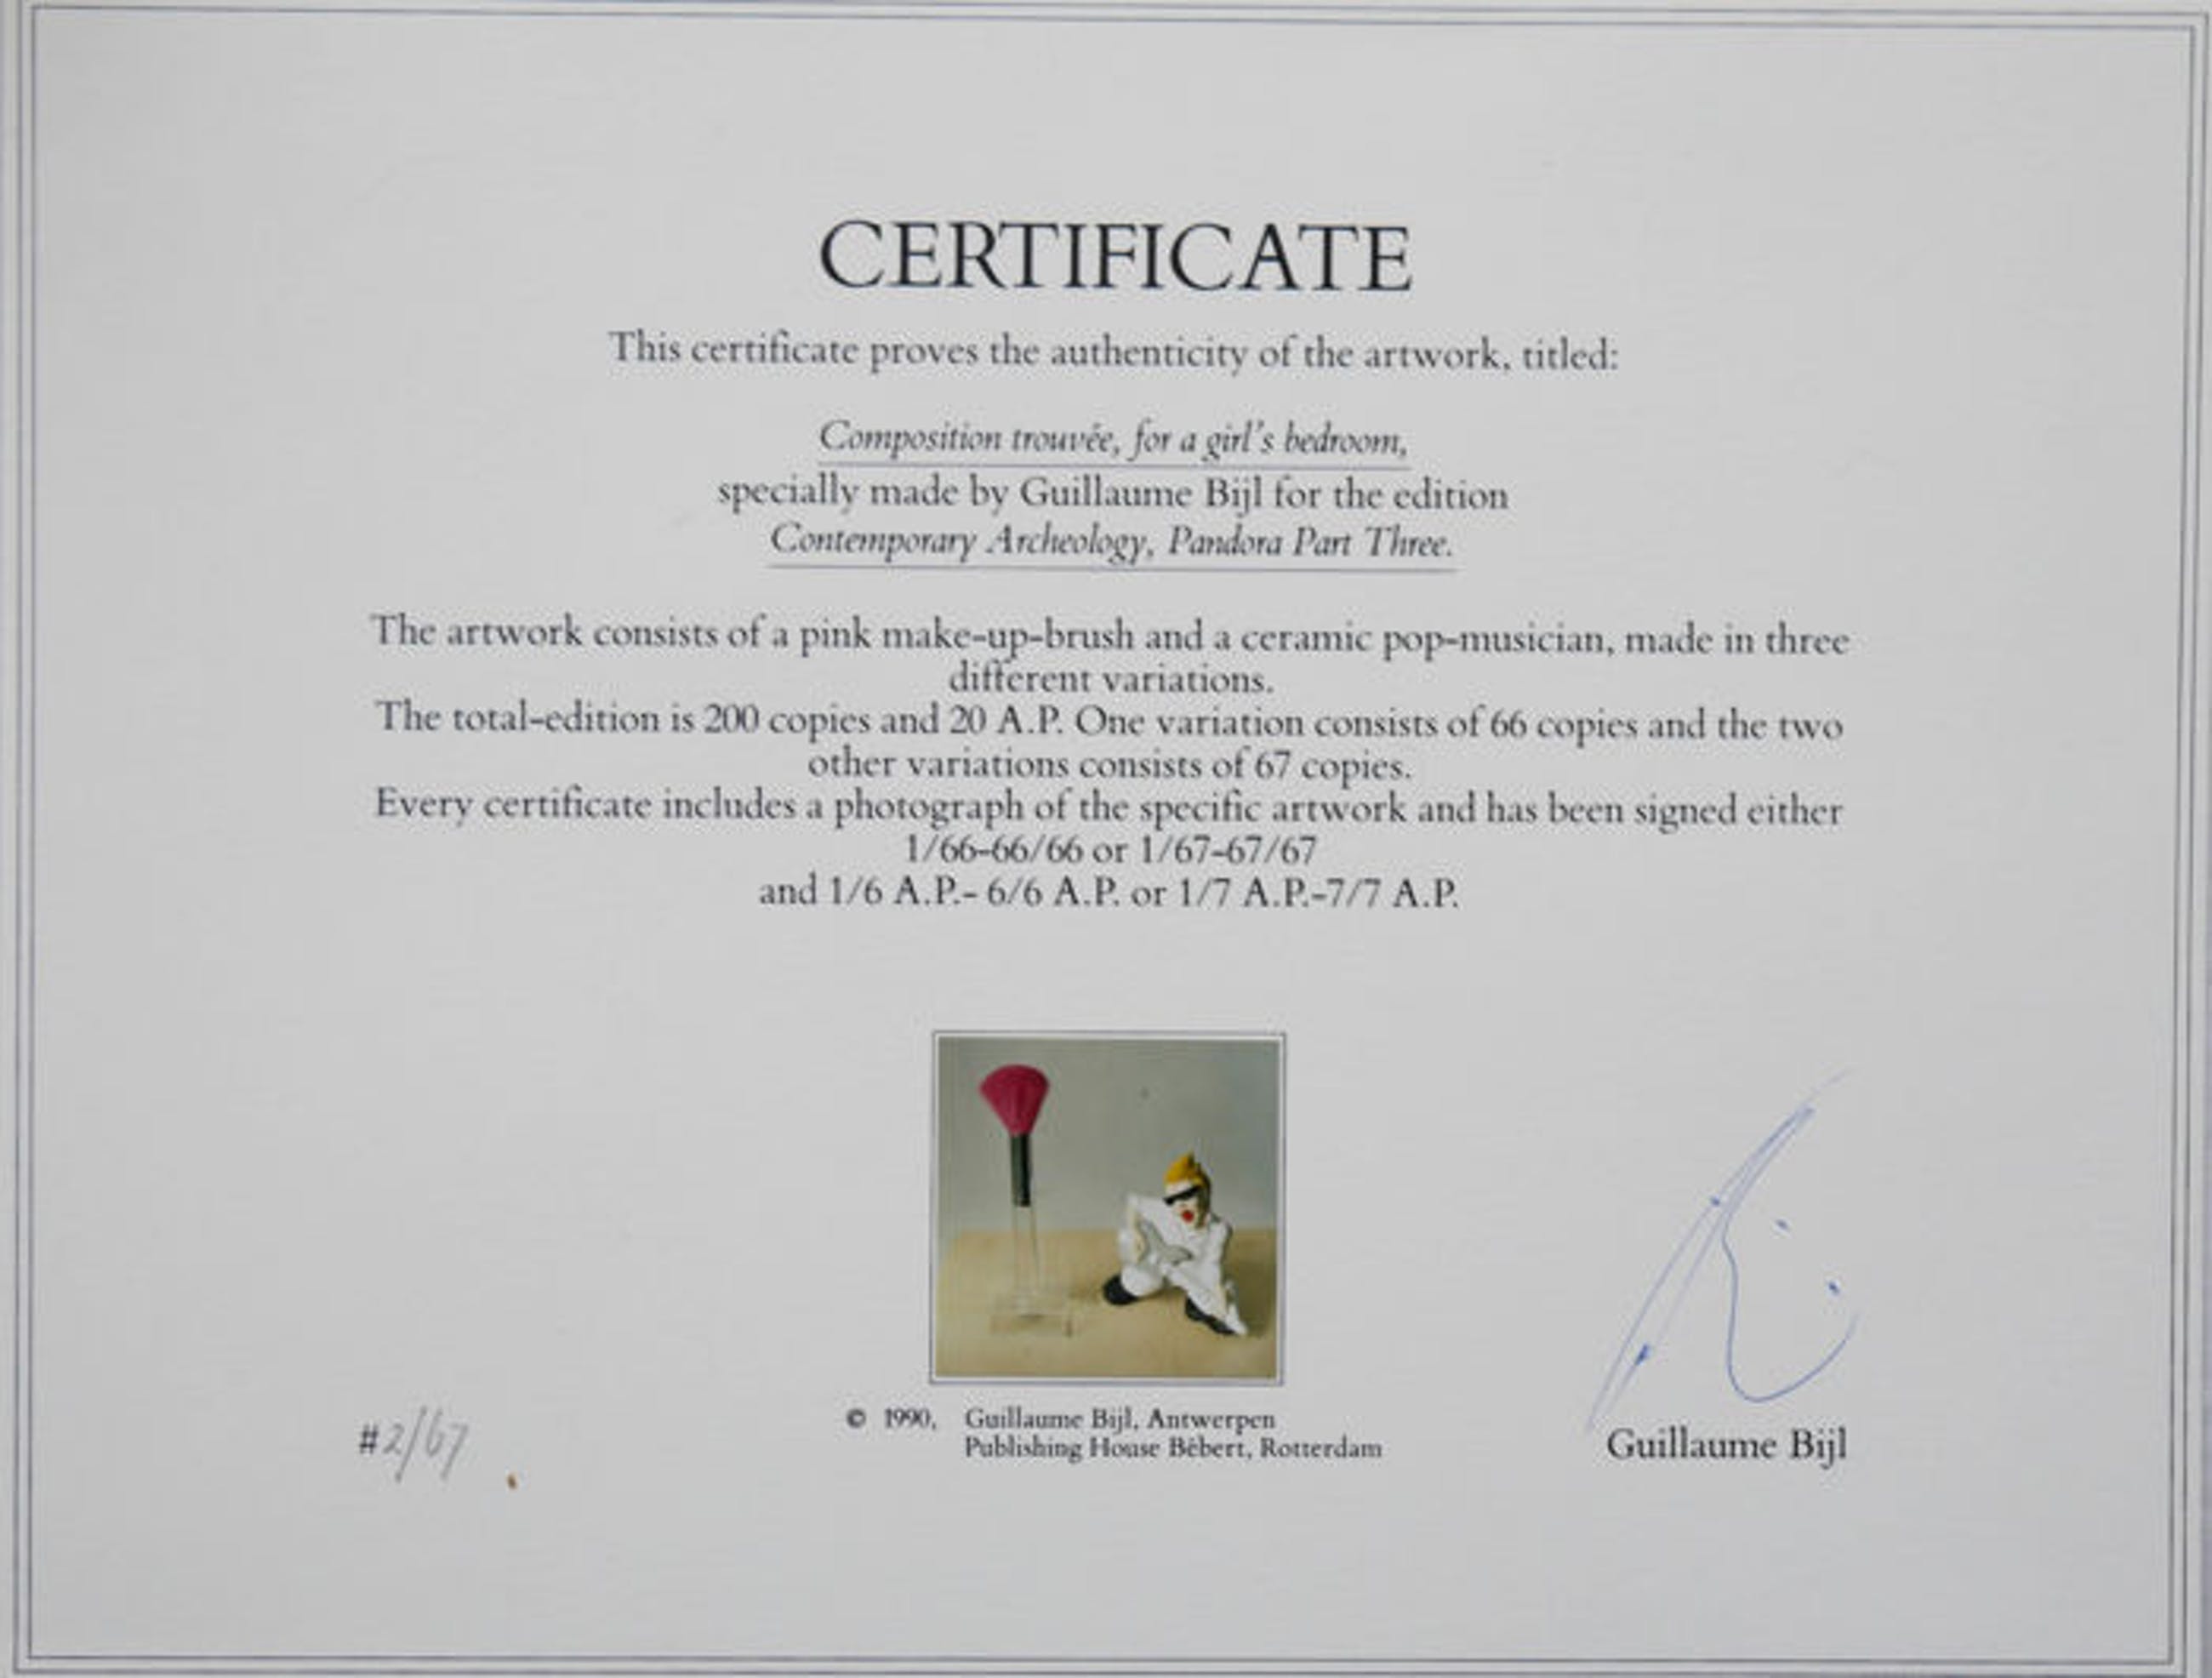 CERTIFICATE
This certificate proves the authenticity of the artwork, titled:
Composition trouvée, for a girl's bedroom,
specially made by Guillaume Bijl for the edition
Contemporary Archeology, Pandora Part Three.
The artwork consists of a pink make-up-brush and a ceramic pop-musician, made in three
different variations.
The total-edition is 200 copies and 20 A.P. One variation consists of 66 copies and the two
other variations consists of 67 copies.
Every certificate includes a photograph of the specific artwork and has been signed either
1/66-66/66 or 1/67-67/67
and 1/6 A.P.- 6/6 A.P. or 1/7 A.P.-7/7 A.P.
#2/67
© 1990, Guillaume Bijl, Antwerpen
Publishing House Bébert, Rotterdam
Guillaume Bijl